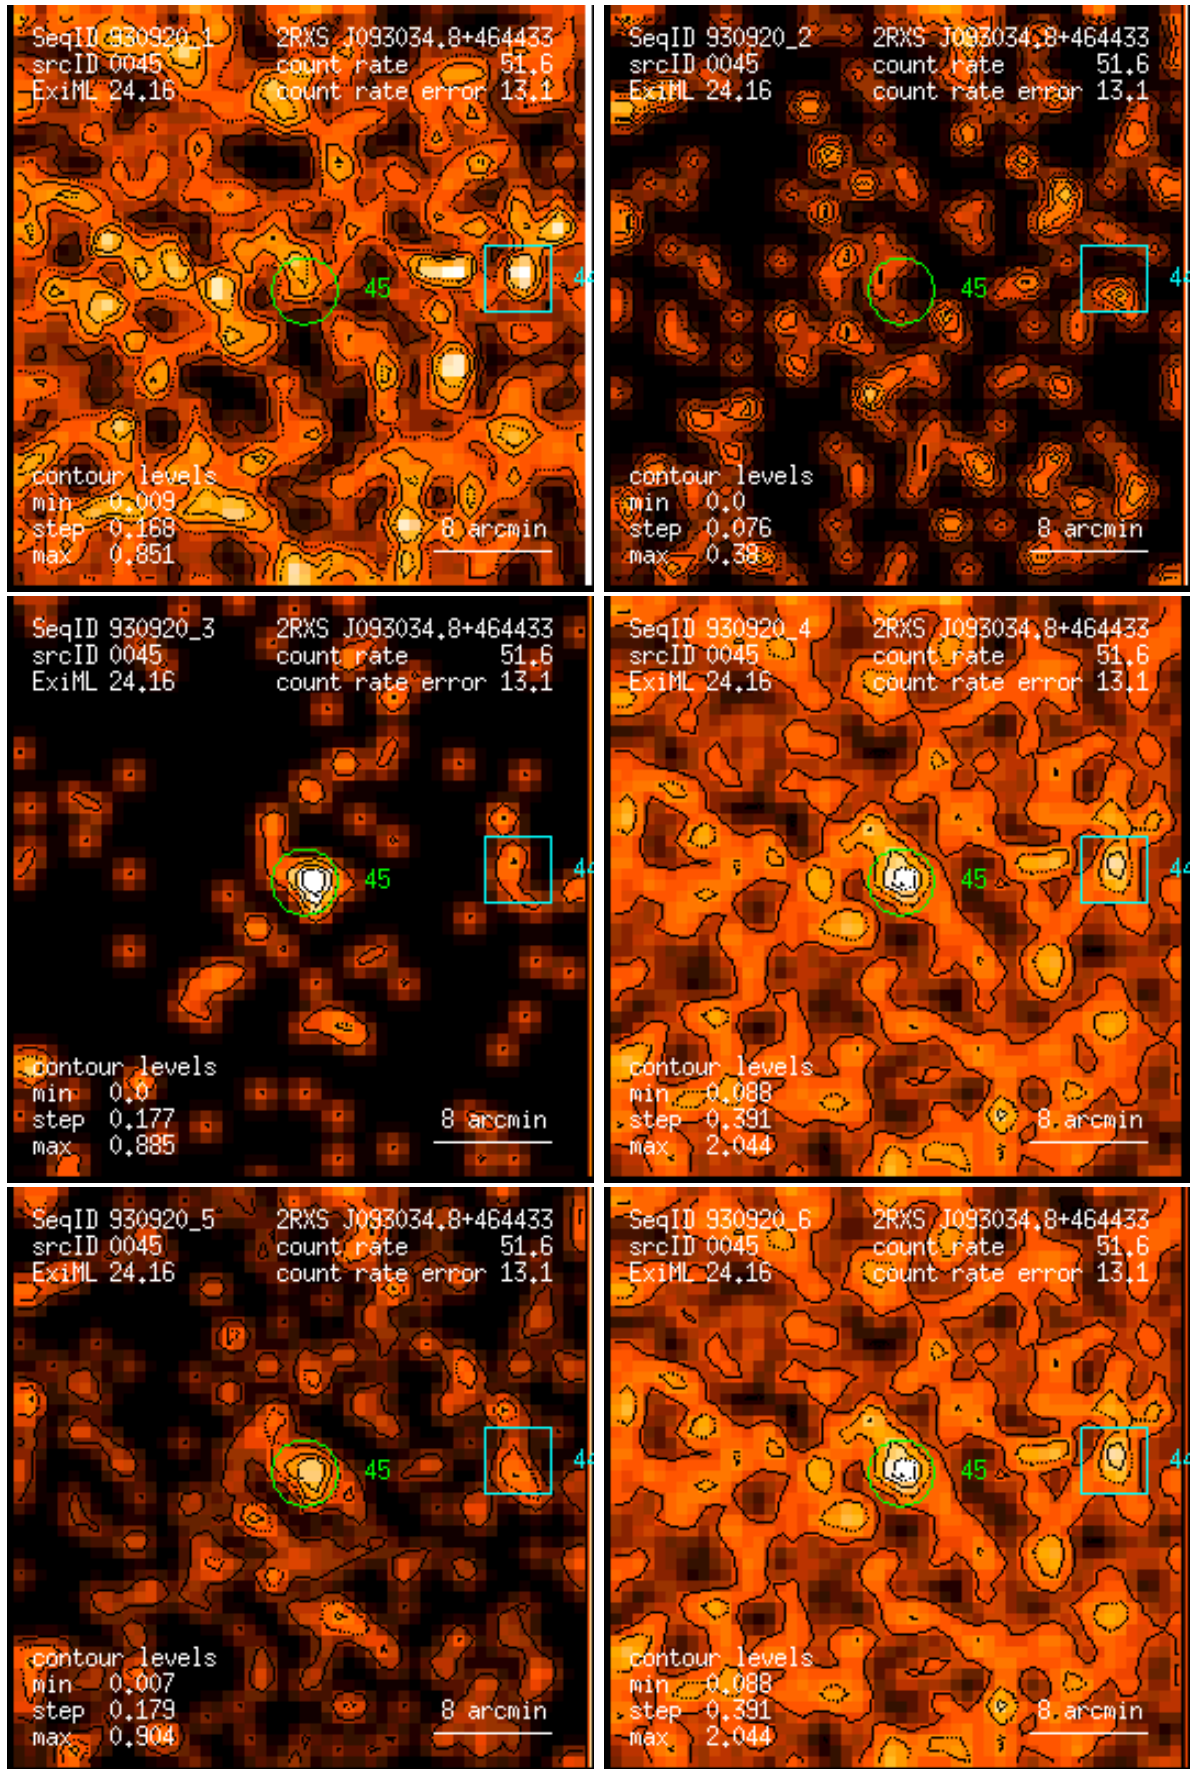 SeqID 930920_1 2RXS J093034.8+464433
srcID 0045 count rate 51.6
ExiML 24.16 count rate error 13.1
45
44
contour levels
min 0.009
step 0.168
max 0.851
8 arcmin
SeqID 930920_2 2RXS J093034.8+464433
srcID 0045 count rate 51.6
ExiML 24.16 count rate error 13.1
45
44
contour levels
min 0.0
step 0.076
max 0.38
8 arcmin
SeqID 930920_3 2RXS J093034.8+464433
srcID 0045 count rate 51.6
ExiML 24.16 count rate error 13.1
45
44
contour levels
min 0.0
step 0.177
max 0.885
8 arcmin
SeqID 930920_4 2RXS J093034.8+464433
srcID 0045 count rate 51.6
ExiML 24.16 count rate error 13.1
45
44
contour levels
min 0.088
step 0.391
max 2.044
8 arcmin
SeqID 930920_5 2RXS J093034.8+464433
srcID 0045 count rate 51.6
ExiML 24.16 count rate error 13.1
45
44
contour levels
min 0.007
step 0.179
max 0.904
8 arcmin
SeqID 930920_6 2RXS J093034.8+464433
srcID 0045 count rate 51.6
ExiML 24.16 count rate error 13.1
45
44
contour levels
min 0.088
step 0.391
max 2.044
8 arcmin